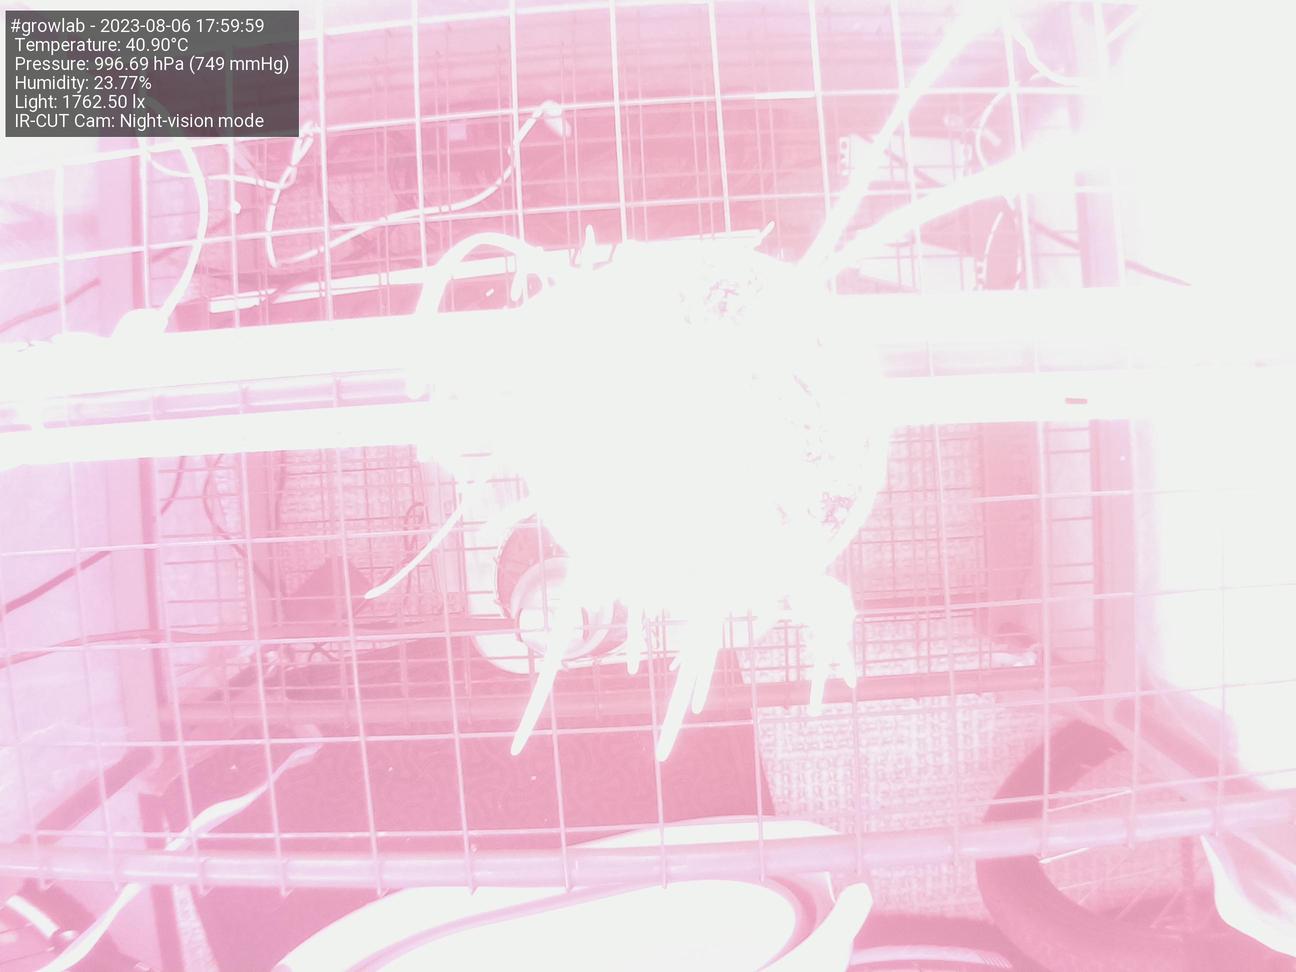 #growlab - 2023-08-06 17:59:59
Temperature: 40.90°C
Pressure: 996.69 hPa (749 mmHg)
Humidity: 23.77%
Light: 1762.50 lx
IR-CUT Cam: Night-vision mode